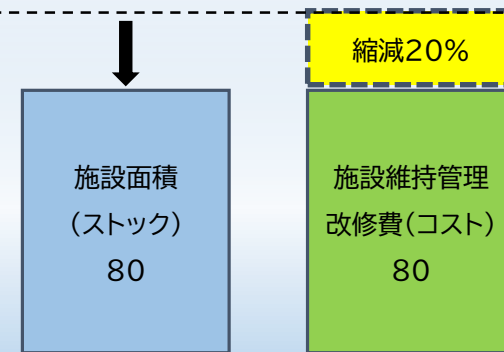 縮減20%
施設面積
(ストック)
80
施設維持管理
改修費(コスト)
80